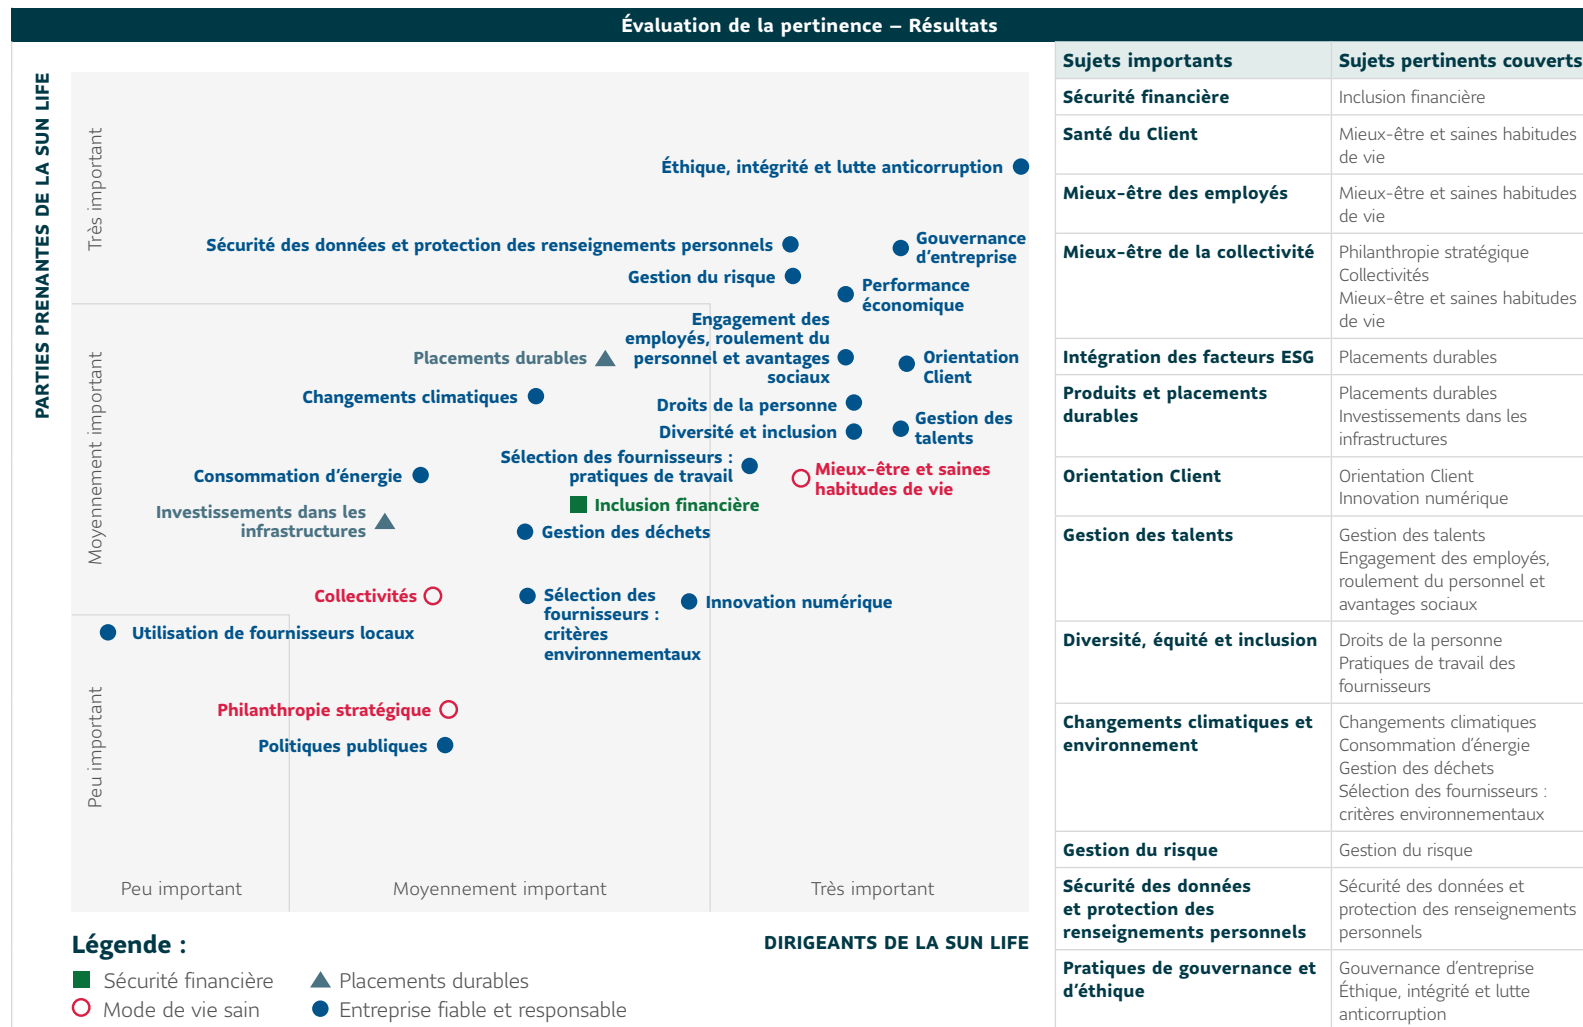 Évaluation de la pertinence – Résultats
PARTIES PRENANTES DE LA SUN LIFE
Très important
Moyennement important
Peu important
Éthique, intégrité et lutte anticorruption
Sécurité des données et protection des renseignements personnels
Gouvernance
d’entreprise
Gestion du risque
Performance
économique
Engagement des
employés, roulement du
personnel et avantages
sociaux
Placements durables
Orientation
Client
Changements climatiques
Droits de la personne
Gestion des
talents
Diversité et inclusion
Sélection des fournisseurs :
pratiques de travail
Mieux-être et saines
habitudes de vie
Consommation d’énergie
Inclusion financière
Investissements dans les
infrastructures
Gestion des déchets
Collectivités
Sélection des
fournisseurs :
critères
environnementaux
Innovation numérique
Utilisation de fournisseurs locaux
Philanthropie stratégique
Politiques publiques
Peu important
Moyennement important
Très important
DIRIGEANTS DE LA SUN LIFE
Légende :
Sécurité financière
Placements durables
Mode de vie sain
Entreprise fiable et responsable
Sujets importants
Sujets pertinents couverts
Sécurité financière
Inclusion financière
Santé du Client
Mieux-être et saines habitudes
de vie
Mieux-être des employés
Mieux-être et saines habitudes
de vie
Mieux-être de la collectivité
Philanthropie stratégique
Collectivités
Mieux-être et saines habitudes
de vie
Intégration des facteurs ESG
Placements durables
Produits et placements
durables
Placements durables
Investissements dans les
infrastructures
Orientation Client
Orientation Client
Innovation numérique
Gestion des talents
Gestion des talents
Engagement des employés,
roulement du personnel et
avantages sociaux
Diversité, équité et inclusion
Droits de la personne
Pratiques de travail des
fournisseurs
Changements climatiques et
environnement
Changements climatiques
Consommation d’énergie
Gestion des déchets
Sélection des fournisseurs :
critères environnementaux
Gestion du risque
Gestion du risque
Sécurité des données
et protection des
renseignements personnels
Sécurité des données et
protection des renseignements
personnels
Pratiques de gouvernance et
d’éthique
Gouvernance d’entreprise
Éthique, intégrité et lutte
anticorruption